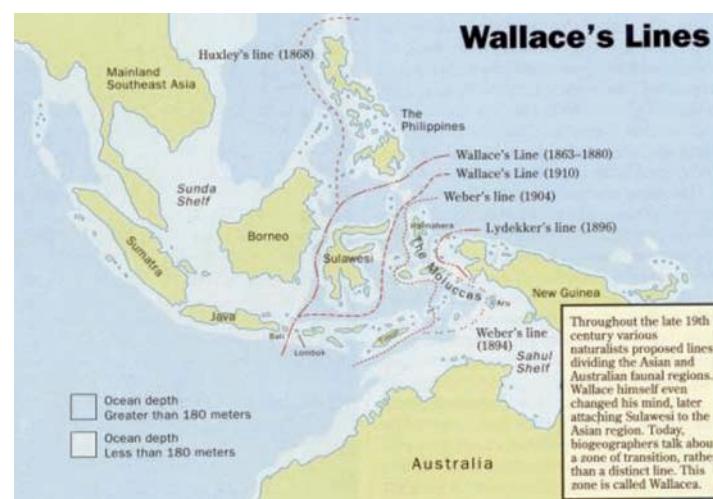 Wallace's Lines
Huxley's line (1868)
Mainland
Southeast Asia
The
Philippines
Wallace's Line (1863–1880)
Wallace's Line (1910)
Weber's line (1904)
Sunda
Shelf
Halmahera
Lydekker's line (1896)
Borneo
Sulawesi
The Moluccas
Sumatra
New Guinea
Aru
Java
Bali
Lombok
Timor
Weber's line
(1894)
Sahul
Shelf
Throughout the late 19th
century various
naturalists proposed lines
dividing the Asian and
Australian faunal regions.
Wallace himself even
changed his mind, later
attaching Sulawesi to the
Asian region. Today,
biogeographers talk abou
a zone of transition, rathe
than a distinct line. This
zone is called Wallacea.
Ocean depth
Greater than 180 meters
Ocean depth
Less than 180 meters
Australia